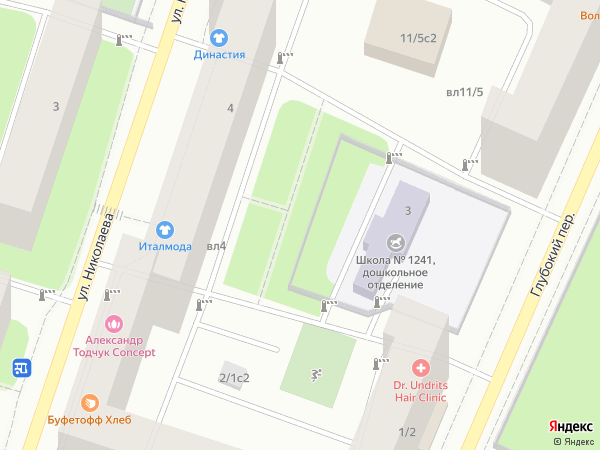 ул. Н
Династия
11/5с2
Вол
3
4
вл11/5
3
ул. Николаева
Италмода
вл4
Школа № 1241,
дошкольное
отделение
Глубокий пер.
Александр
Тодчук Concept
2/1с2
Dr. Undrits
Hair Clinic
Буфетофф Хлеб
1/2
Яндекс
© Яндекс